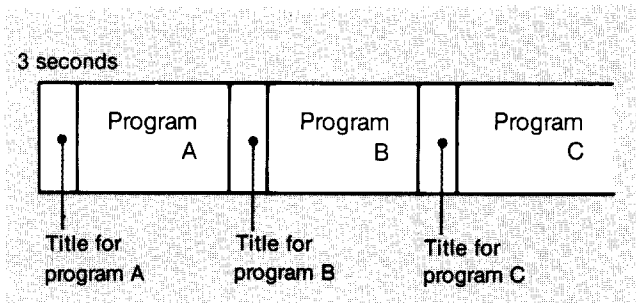 3 seconds
Program
A
Program
B
Program
C
Title for
program A
Title for
program B
Title for
program C